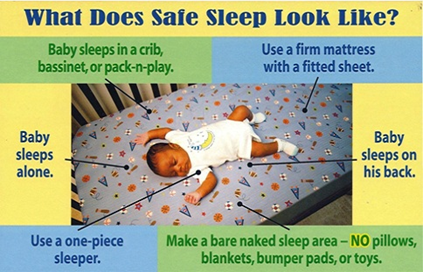 What Does Safe Sleep Look Like?
Baby sleeps in a crib,
bassinet, or pack-n-play.
Use a firm mattress
with a fitted sheet.
Baby
sleeps
alone.
Baby
sleeps on
his back.
Use a one-piece
sleeper.
Make a bare naked sleep area – NO pillows,
blankets, bumper pads, or toys.